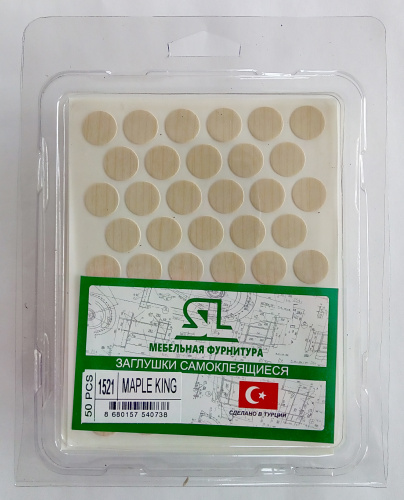 SL
МЕБЕЛЬНАЯ ФУРНИТУРА
ЗАГЛУШКИ САМОКЛЕЯЩИЕСЯ
50 PCS
1521 MAPLE KING
8 680157 540738
СДЕЛАНО В ТУРЦИИ